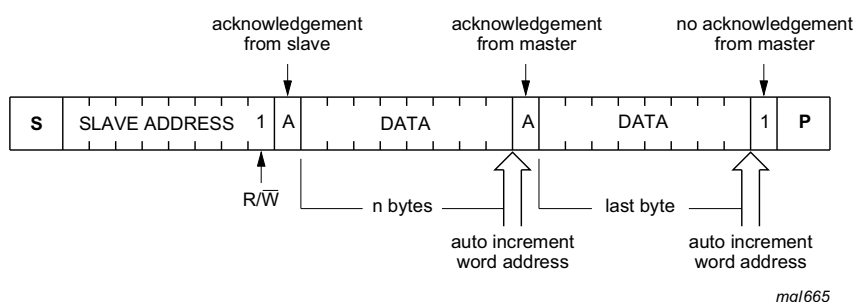 acknowledgement
from slave
acknowledgement
from master
no acknowledgement
from master
S SLAVE ADDRESS 1 A DATA A DATA 1 P
R/W̅
n bytes
last byte
auto increment
word address
auto increment
word address
mgl665